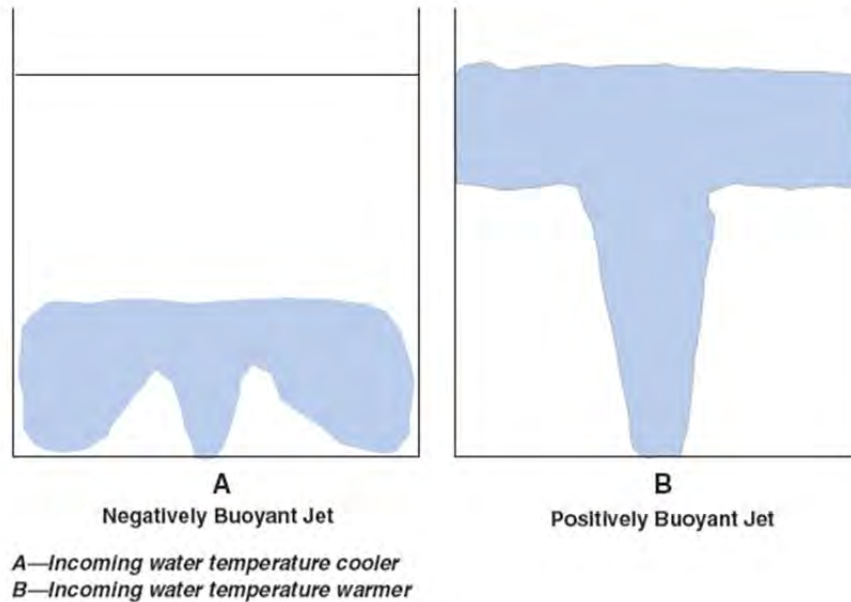 A
Negatively Buoyant Jet
B
Positively Buoyant Jet
A—Incoming water temperature cooler
B—Incoming water temperature warmer